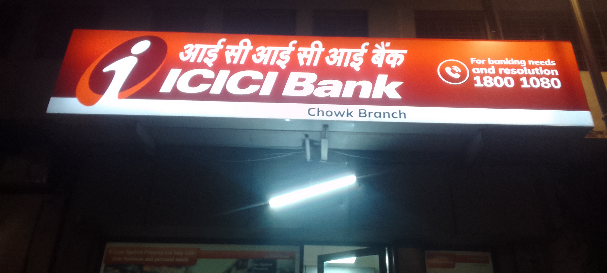 आई सी आई सी आई बैंक
ICICI Bank
For banking needs
and resolution
1800 1080
Chowk Branch